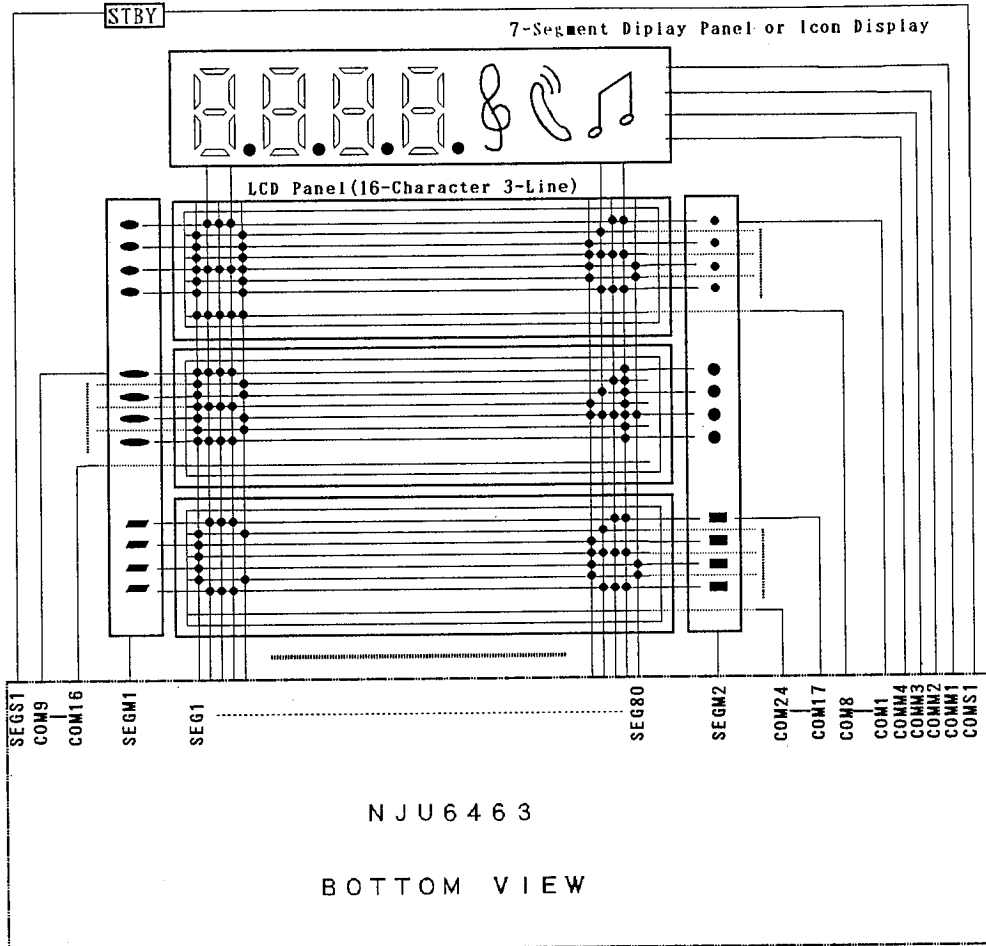 STBY
7-Segment Diplay Panel or Icon Display
LCD Panel(16-Character 3-Line)
SEGS1
COM9
COM16
SEGM1
SEG1
SEG80
SEGM2
COM24
COM17
COM8
COM1
COMM4
COMM3
COMM2
COMM1
COMS1
NJU6463
BOTTOM VIEW